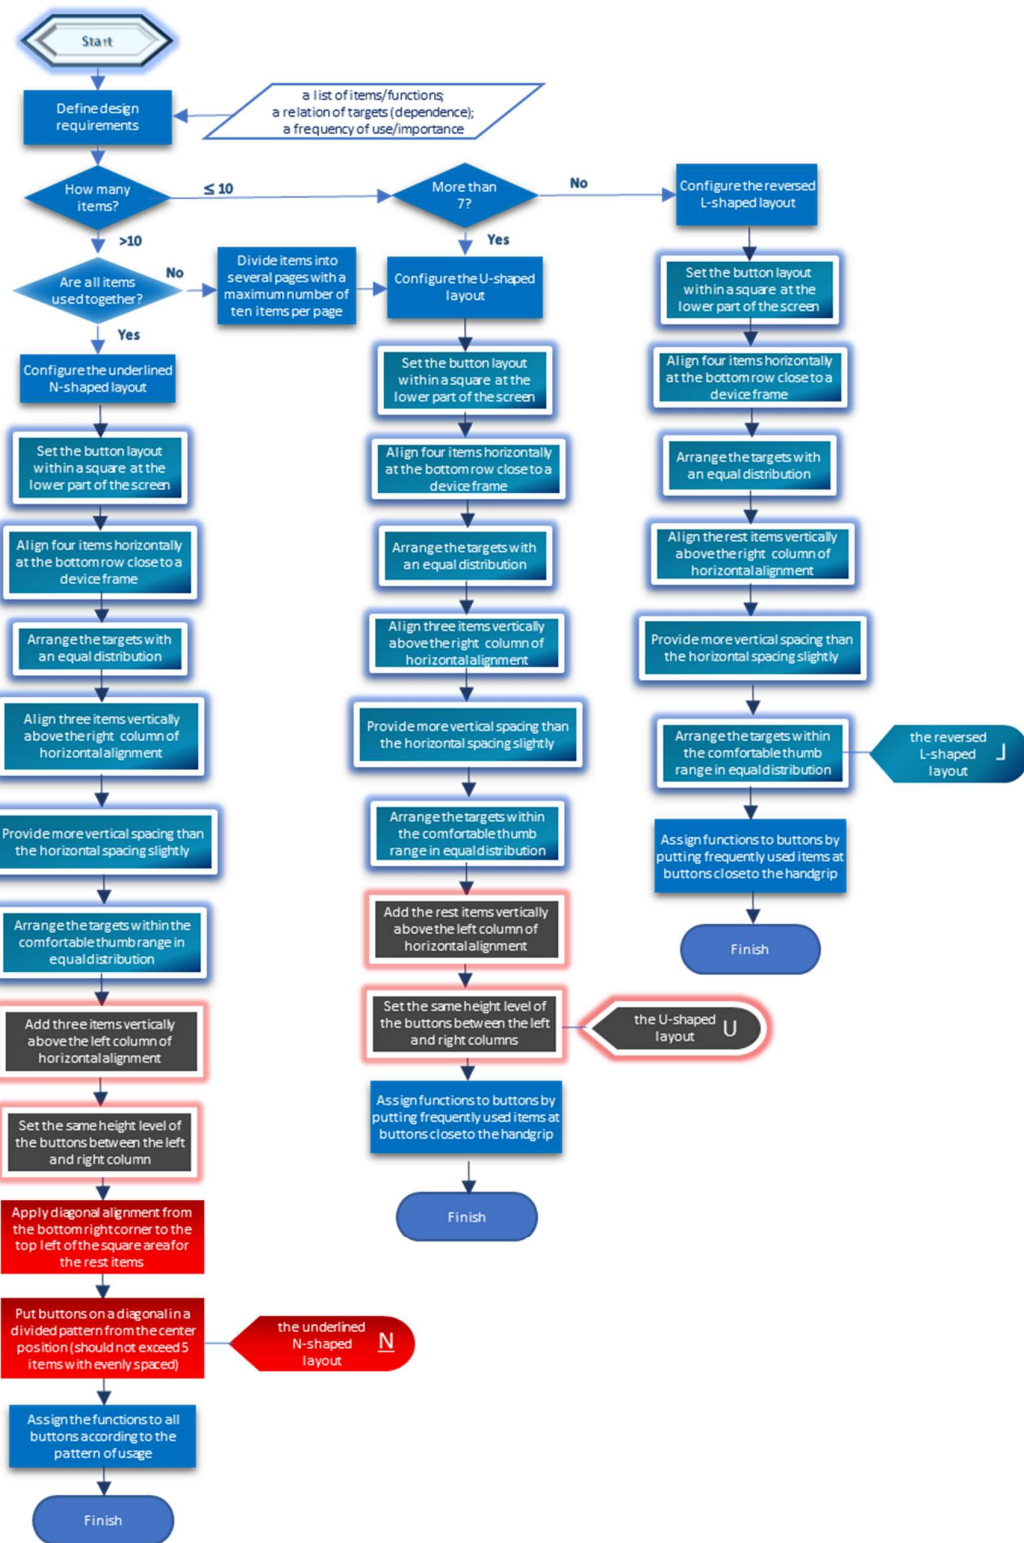 Start
Define design
requirements
a list of items/functions;
a relation of targets (dependence);
a frequency of use/importance
How many
items?
≤ 10
More than
7?
No
Configure the reversed
L-shaped layout
>10
Yes
Are all items
used together?
No
Divide items into
several pages with a
maximum number of
ten items per page
Configure the U-shaped
layout
Yes
Configure the underlined
N-shaped layout
Set the button layout
within a square at the
lower part of the screen
Align four items horizontally
at the bottom row close to a
device frame
Arrange the targets with
an equal distribution
Align three items vertically
above the right column of
horizontal alignment
Provide more vertical spacing than
the horizontal spacing slightly
Arrange the targets within the
comfortable thumb range in
equal distribution
Add three items vertically
above the left column of
horizontal alignment
Set the same height level of
the buttons between the left
and right column
Apply diagonal alignment from
the bottom right corner to the
top left of the square area for
the rest items
Put buttons on a diagonal in a
divided pattern from the center
position (should not exceed 5
items with evenly spaced)
the underlined
N-shaped
layout
N
Assign the functions to all
buttons according to the
pattern of usage
Finish
Set the button layout
within a square at the
lower part of the screen
Align four items horizontally
at the bottom row close to a
device frame
Arrange the targets with
an equal distribution
Align three items vertically
above the right column of
horizontal alignment
Provide more vertical spacing than
the horizontal spacing slightly
Arrange the targets within
the comfortable thumb
range in equal distribution
Add the rest items vertically
above the left column of
horizontal alignment
Set the same height level of
the buttons between the left
and right columns
the U-shaped
layout
U
Assign functions to buttons by
putting frequently used items at
buttons close to the handgrip
Finish
Set the button layout
within a square at the
lower part of the screen
Align four items horizontally
at the bottom row close to a
device frame
Arrange the targets with
an equal distribution
Align the rest items vertically
above the right column of
horizontal alignment
Provide more vertical spacing than
the horizontal spacing slightly
Arrange the targets within
the comfortable thumb
range in equal distribution
the reversed
L-shaped
layout
Assign functions to buttons by
putting frequently used items at
buttons close to the handgrip
Finish